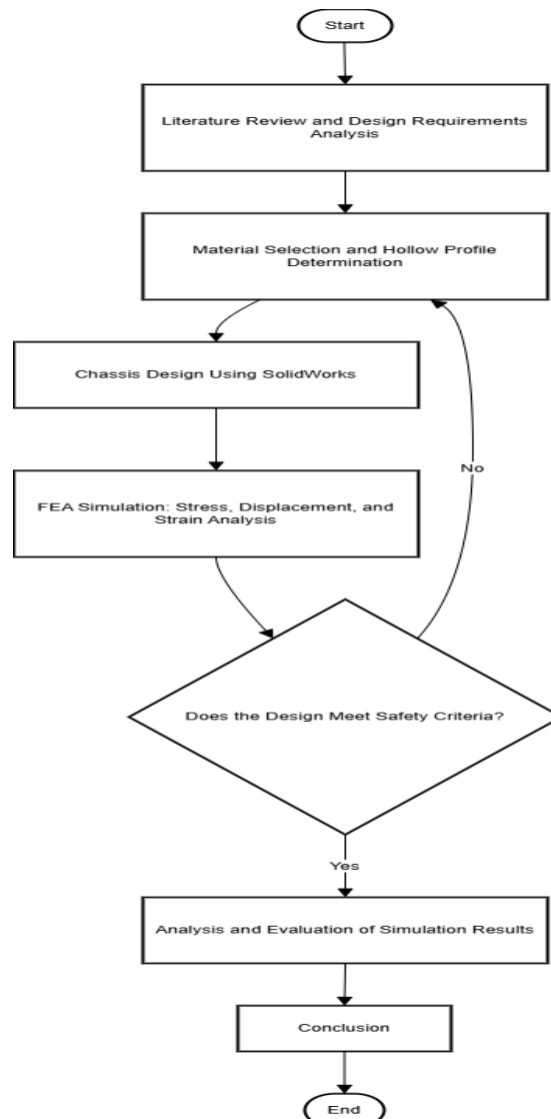 Start
Literature Review and Design Requirements
Analysis
Material Selection and Hollow Profile
Determination
Chassis Design Using SolidWorks
No
FEA Simulation: Stress, Displacement, and
Strain Analysis
Does the Design Meet Safety Criteria?
Yes
Analysis and Evaluation of Simulation Results
Conclusion
End